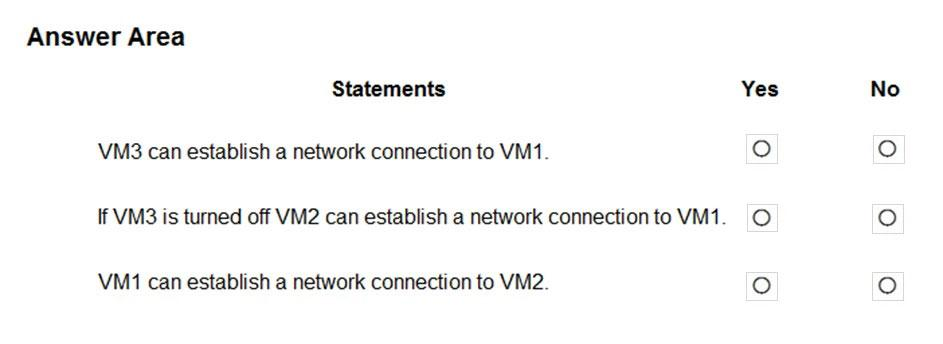 Answer Area
Statements Yes No
VM3 can establish a network connection to VM1.
If VM3 is turned off VM2 can establish a network connection to VM1.
VM1 can establish a network connection to VM2.